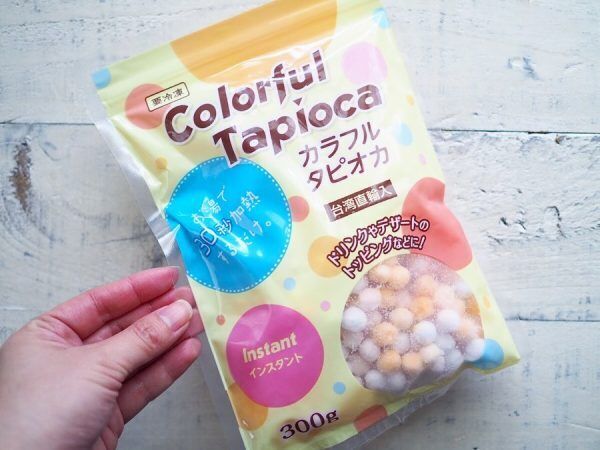 要冷凍
Colorful
Tapioca
カラフル
タピオカ
台湾直輸入
お湯で
30秒加熱
するだけ。
ドリンクやデザートの
トッピングなどに!
Instant
インスタント
300g